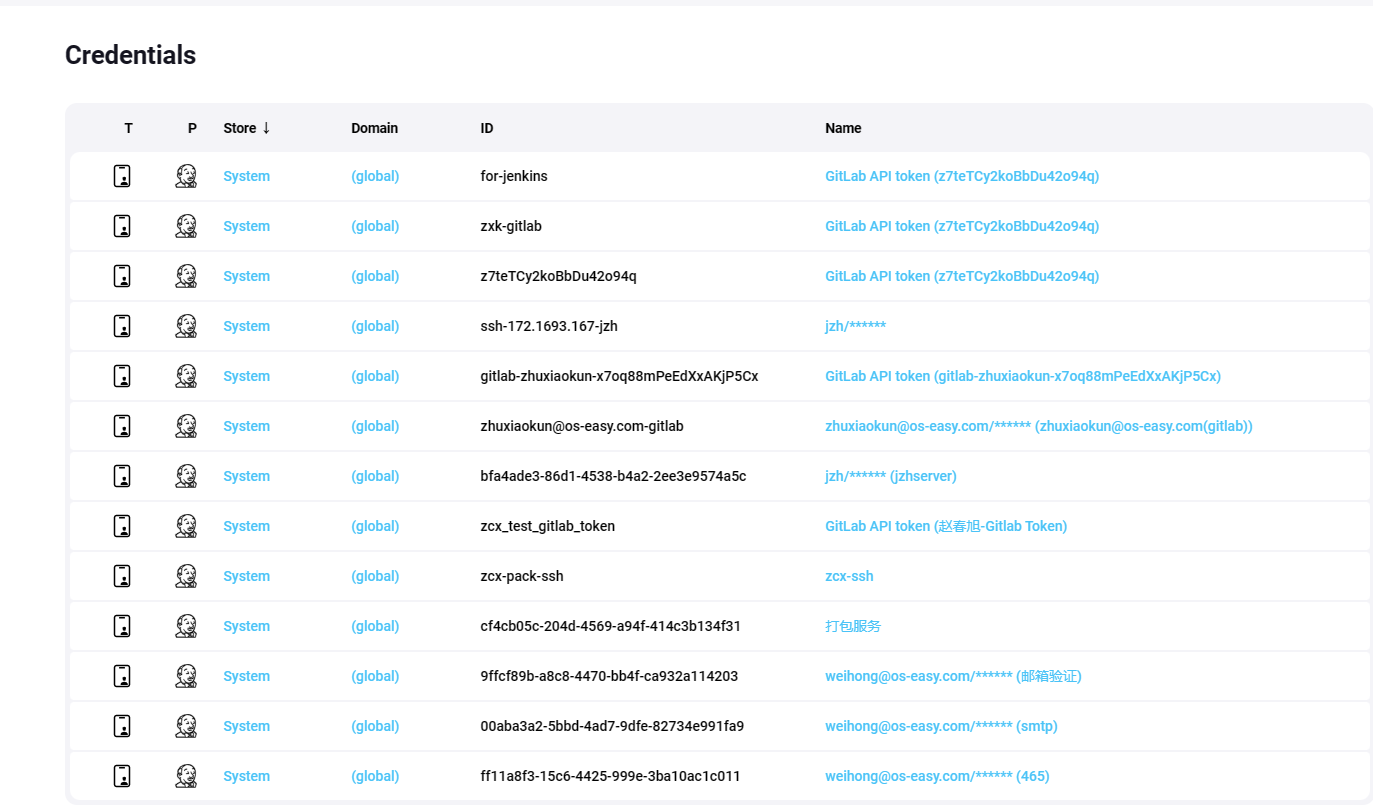 Credentials
T P Store ↓ Domain ID Name
System (global) for-jenkins GitLab API token (z7teTCy2koBbDu42o94q)
System (global) zxk-gitlab GitLab API token (z7teTCy2koBbDu42o94q)
System (global) z7teTCy2koBbDu42o94q GitLab API token (z7teTCy2koBbDu42o94q)
System (global) ssh-172.1693.167-jzh jzh/******
System (global) gitlab-zhuxiaokun-x7oq88mPeEdXxAKjP5Cx GitLab API token (gitlab-zhuxiaokun-x7oq88mPeEdXxAKjP5Cx)
System (global) zhuxiaokun@os-easy.com-gitlab zhuxiaokun@os-easy.com/****** (zhuxiaokun@os-easy.com(gitlab))
System (global) bfa4ade3-86d1-4538-b4a2-2ee3e9574a5c jzh/****** (jzhserver)
System (global) zcx_test_gitlab_token GitLab API token (赵春旭-Gitlab Token)
System (global) zcx-pack-ssh zcx-ssh
System (global) cf4cb05c-204d-4569-a94f-414c3b134f31 打包服务
System (global) 9ffcf89b-a8c8-4470-bb4f-ca932a114203 weihong@os-easy.com/****** (邮箱验证)
System (global) 00aba3a2-5bbd-4ad7-9dfe-82734e991fa9 weihong@os-easy.com/****** (smtp)
System (global) ff11a8f3-15c6-4425-999e-3ba10ac1c011 weihong@os-easy.com/****** (465)